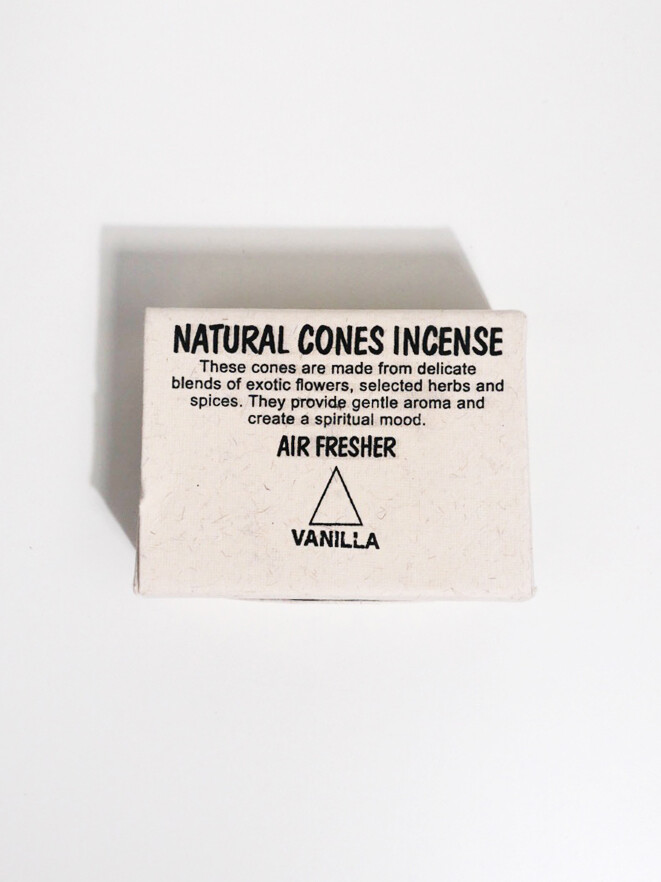 NATURAL CONES INCENSE
These cones are made from delicate
blends of exotic flowers, selected herbs and
spices. They provide gentle aroma and
create a spiritual mood.
AIR FRESHER
VANILLA